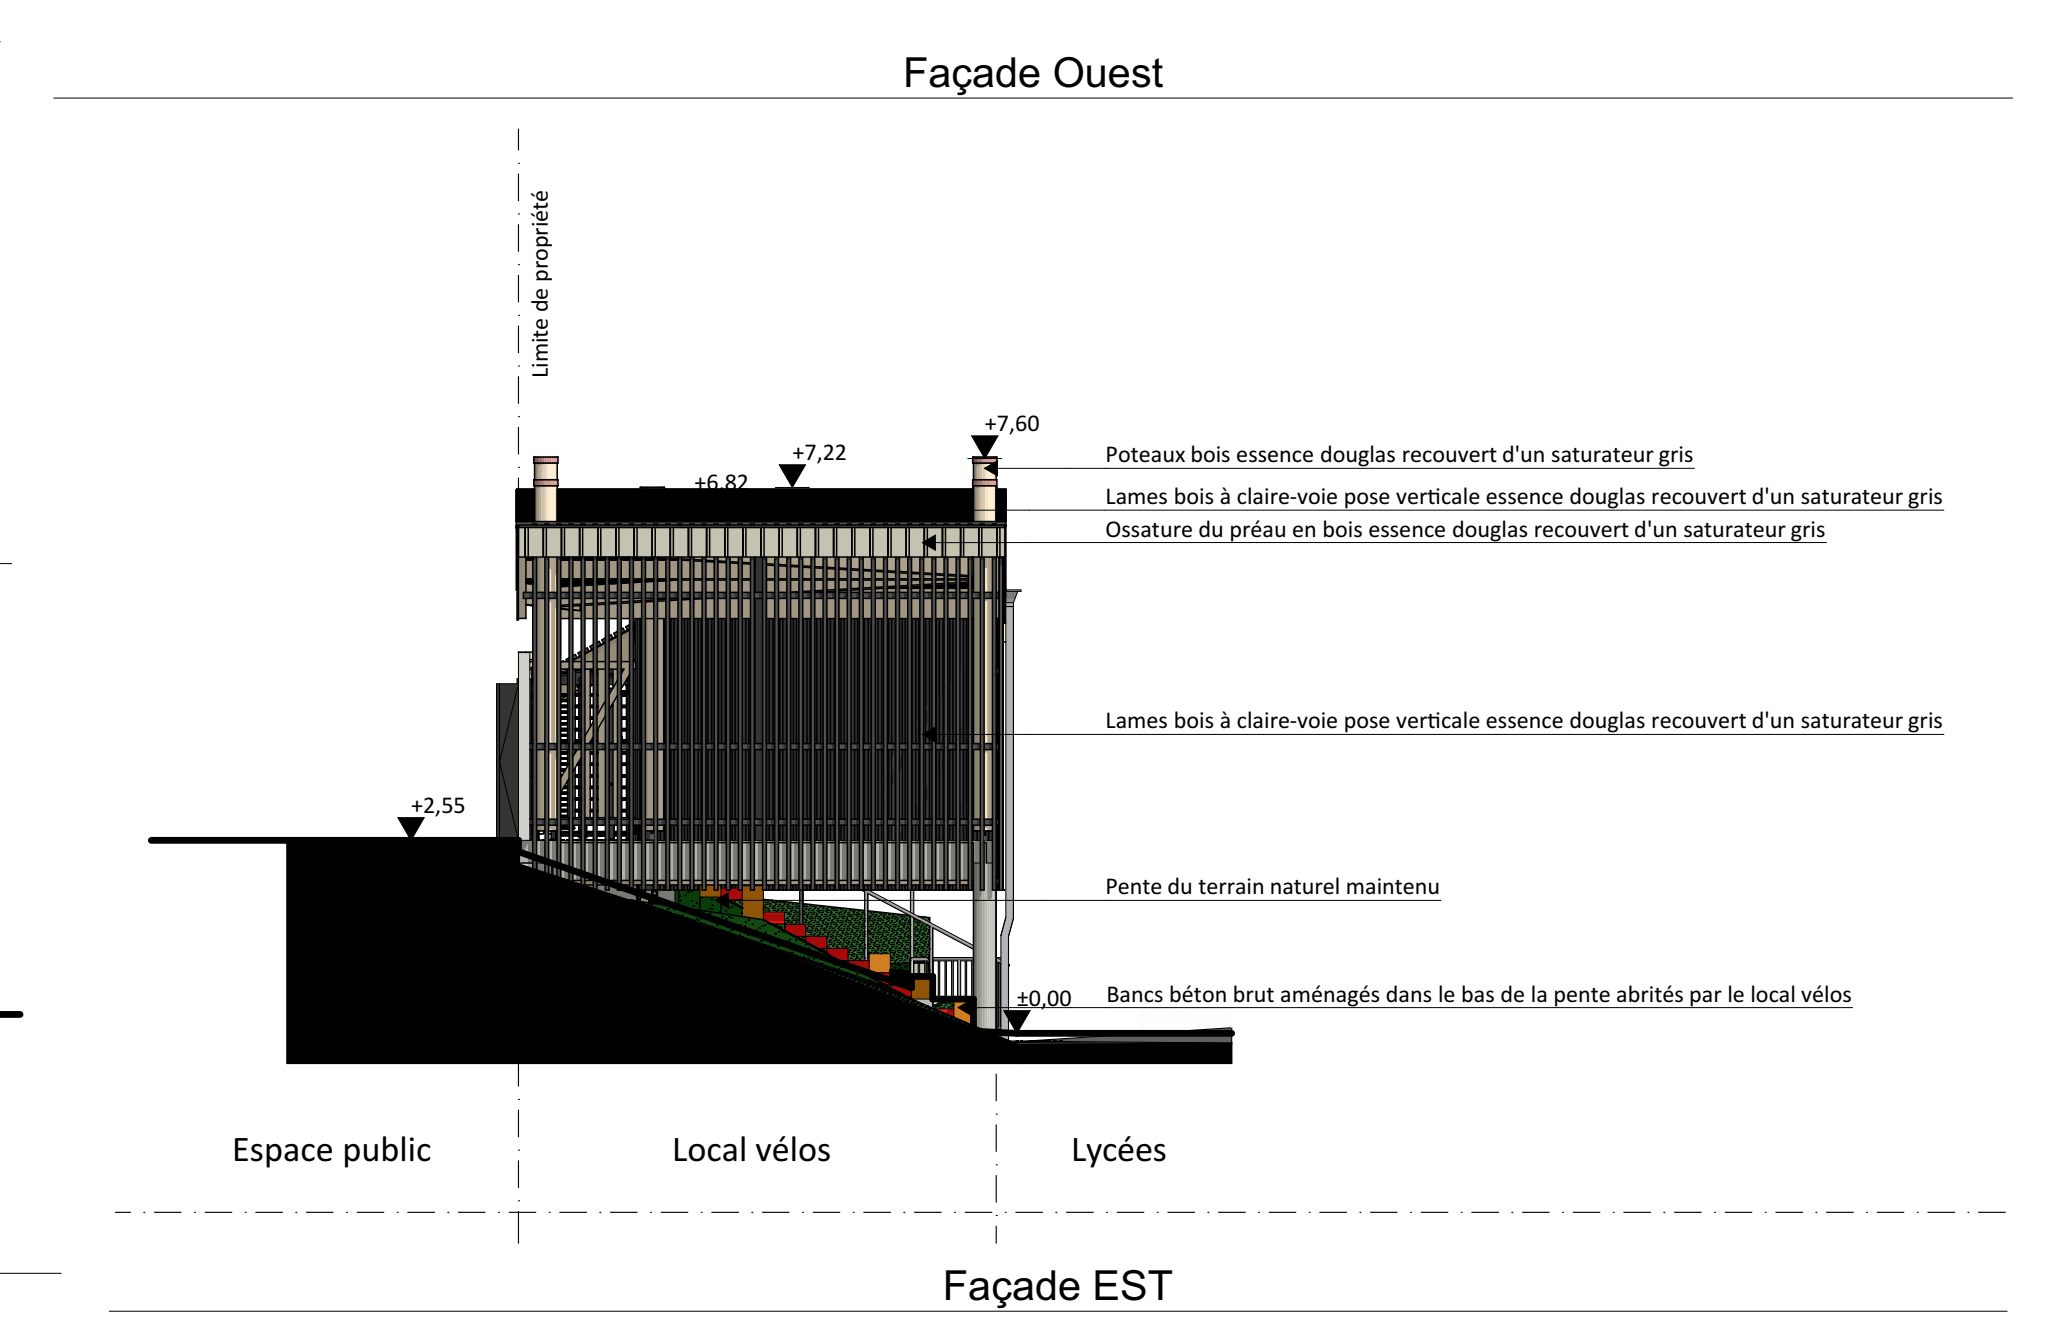 Façade Ouest
Limite de propriété
+7,60
+7,22
+6,82
Poteaux bois essence douglas recouvert d'un saturateur gris
Lames bois à claire-voie pose verticale essence douglas recouvert d'un saturateur gris
Ossature du préau en bois essence douglas recouvert d'un saturateur gris
Lames bois à claire-voie pose verticale essence douglas recouvert d'un saturateur gris
+2,55
Pente du terrain naturel maintenu
±0,00
Bancs béton brut aménagés dans le bas de la pente abrités par le local vélos
Espace public
Local vélos
Lycées
Façade EST